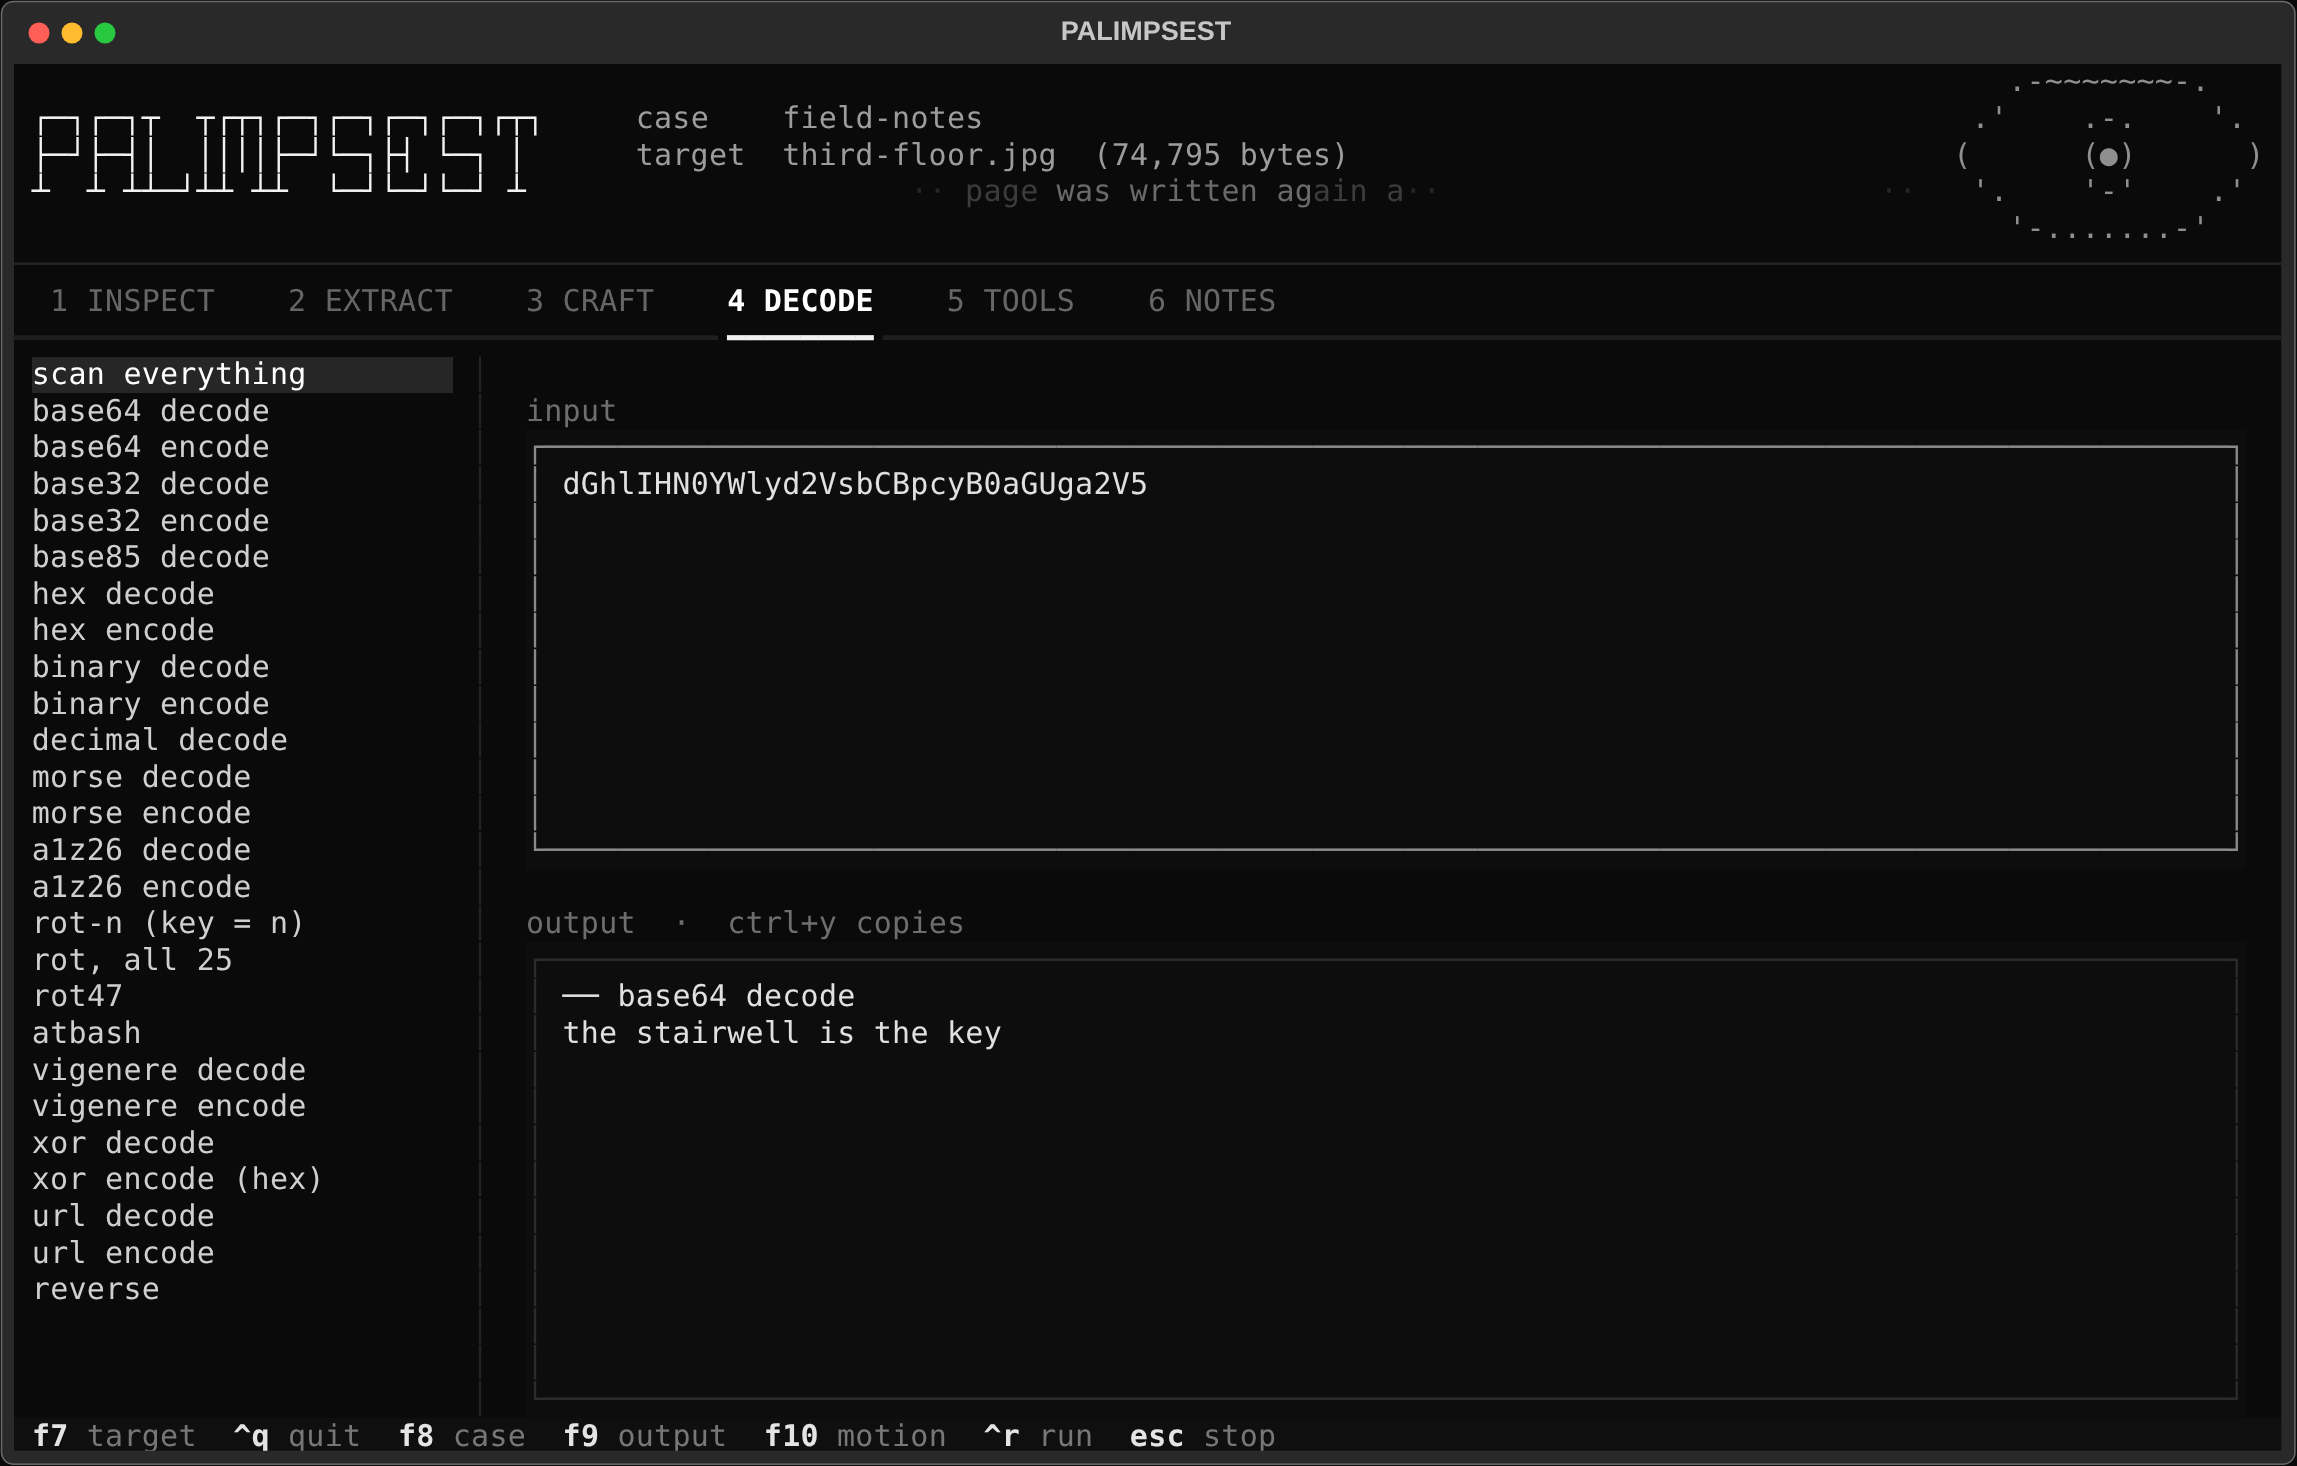 PALIMPSEST
PALIMPSEST
case field-notes
target third-floor.jpg (74,795 bytes)
·· page was written again a··
1 INSPECT 2 EXTRACT 3 CRAFT 4 DECODE 5 TOOLS 6 NOTES
scan everything
base64 decode
base64 encode
base32 decode
base32 encode
base85 decode
hex decode
hex encode
binary decode
binary encode
decimal decode
morse decode
morse encode
a1z26 decode
a1z26 encode
rot-n (key = n)
rot, all 25
rot47
atbash
vigenere decode
vigenere encode
xor decode
xor encode (hex)
url decode
url encode
reverse
input
dGhlIHN0YWlyd2VsbCBpcyB0aGUga2V5
output · ctrl+y copies
── base64 decode
the stairwell is the key
f7 target ^q quit f8 case f9 output f10 motion ^r run esc stop